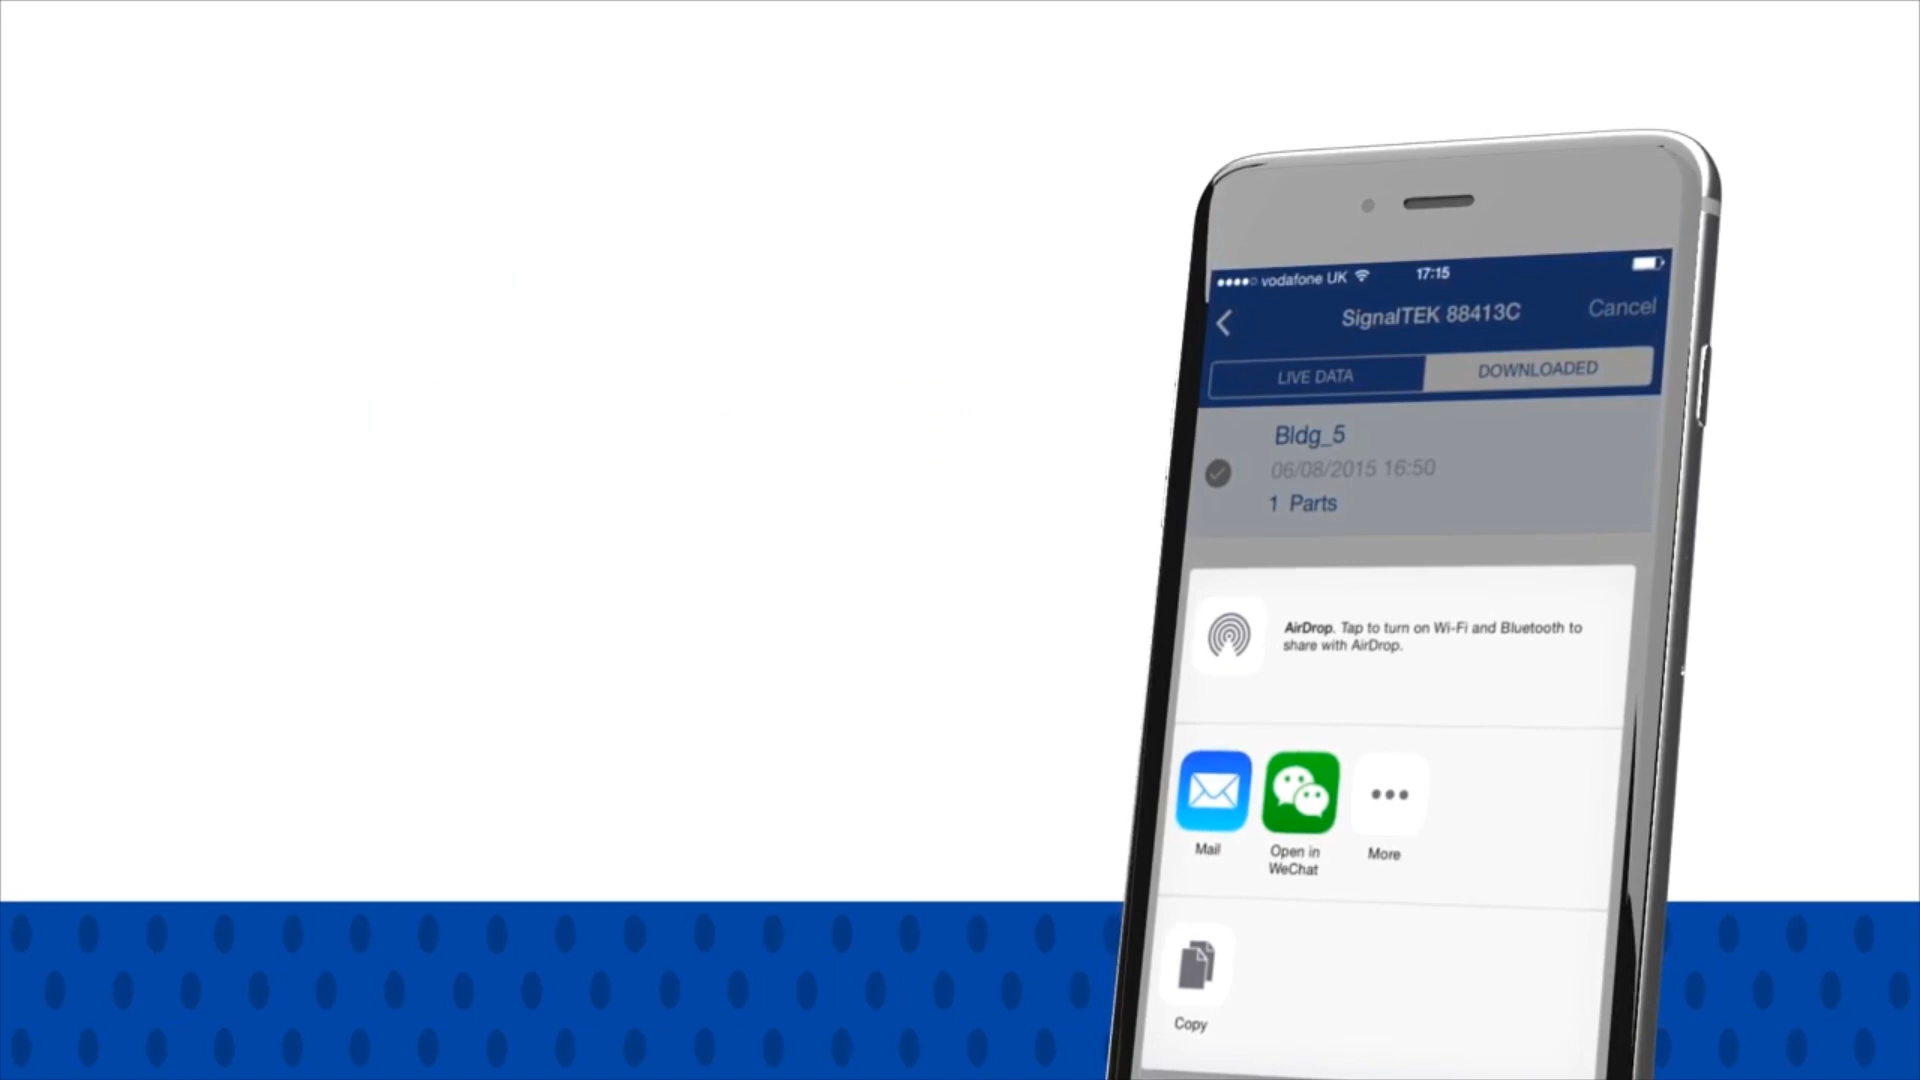 vodafone UK 17:15
SignalTEK 88413C Cancel
LIVE DATA DOWNLOADED
Bldg_5
06/08/2015 16:50
1 Parts
AirDrop. Tap to turn on Wi-Fi and Bluetooth to
share with AirDrop.
Mail Open in More
WeChat
Copy